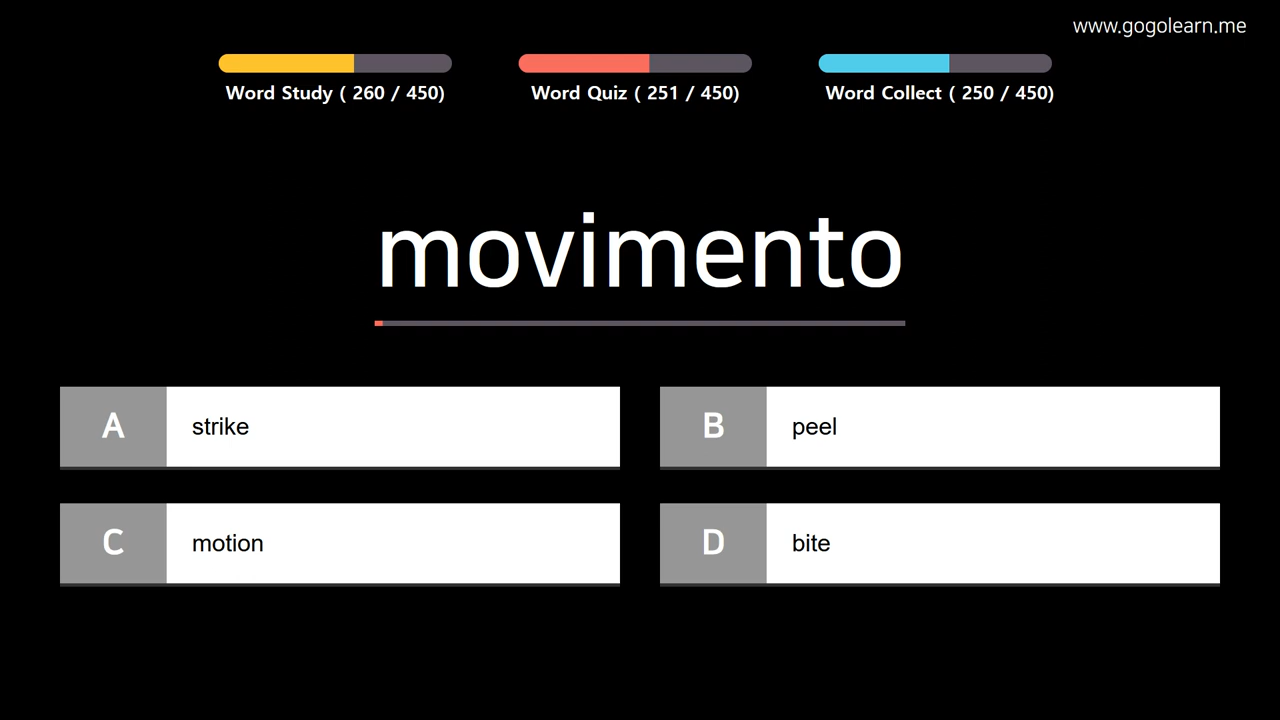 www.gogolearn.me
Word Study ( 260 / 450)
Word Quiz ( 251 / 450)
Word Collect ( 250 / 450)
movimento
A strike
B peel
C motion
D bite